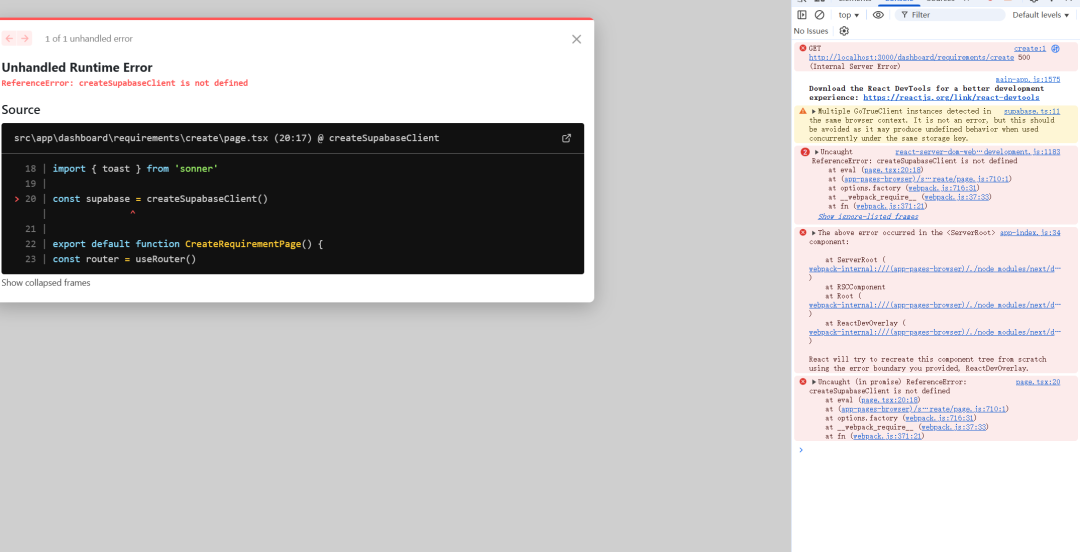 1 of 1 unhandled error
Unhandled Runtime Error
ReferenceError: createSupabaseClient is not defined
Source
src\app\dashboard\requirements\create\page.tsx (20:17) @ createSupabaseClient
18 | import { toast } from 'sonner'
19 |
> 20 | const supabase = createSupabaseClient()
| ^
21 |
22 | export default function CreateRequirementPage() {
23 | const router = useRouter()
Show collapsed frames
top
Filter
Default levels
No Issues
GET create:1
http://localhost:3000/dashboard/requirements/create 500
(Internal Server Error)
main-app.js:1575
Download the React DevTools for a better development
experience: https://reactjs.org/link/react-devtools
Multiple GoTrueClient instances detected in supabase.ts:11
the same browser context. It is not an error, but this should
be avoided as it may produce undefined behavior when used
concurrently under the same storage key.
2 Uncaught react-server-dom-web…development.js:1183
ReferenceError: createSupabaseClient is not defined
at eval (page.tsx:20:18)
at (app-pages-browser)/s…reate/page.js:710:1)
at options.factory (webpack.js:716:31)
at __webpack_require__ (webpack.js:37:33)
at fn (webpack.js:371:21)
Show ignore-listed frames
The above error occurred in the <ServerRoot> app-index.js:34
component:
at ServerRoot (
webpack-internal:///(app-pages-browser)/./node_modules/next/d…
)
at RSCComponent
at Root (
webpack-internal:///(app-pages-browser)/./node_modules/next/d…
)
at ReactDevOverlay (
webpack-internal:///(app-pages-browser)/./node_modules/next/d…
)
React will try to recreate this component tree from scratch
using the error boundary you provided, ReactDevOverlay.
Uncaught (in promise) ReferenceError: page.tsx:20
createSupabaseClient is not defined
at eval (page.tsx:20:18)
at (app-pages-browser)/s…reate/page.js:710:1)
at options.factory (webpack.js:716:31)
at __webpack_require__ (webpack.js:37:33)
at fn (webpack.js:371:21)